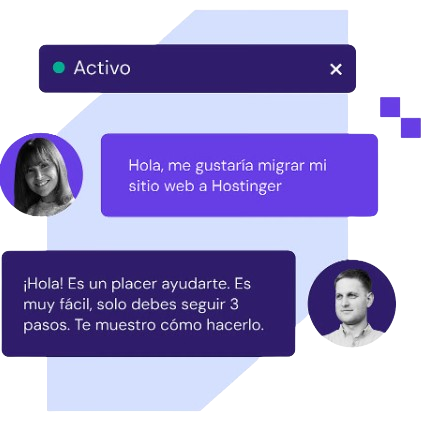 Activo
Hola, me gustaría migrar mi
sitio web a Hostinger
¡Hola! Es un placer ayudarte. Es
muy fácil, solo debes seguir 3
pasos. Te muestro cómo hacerlo.